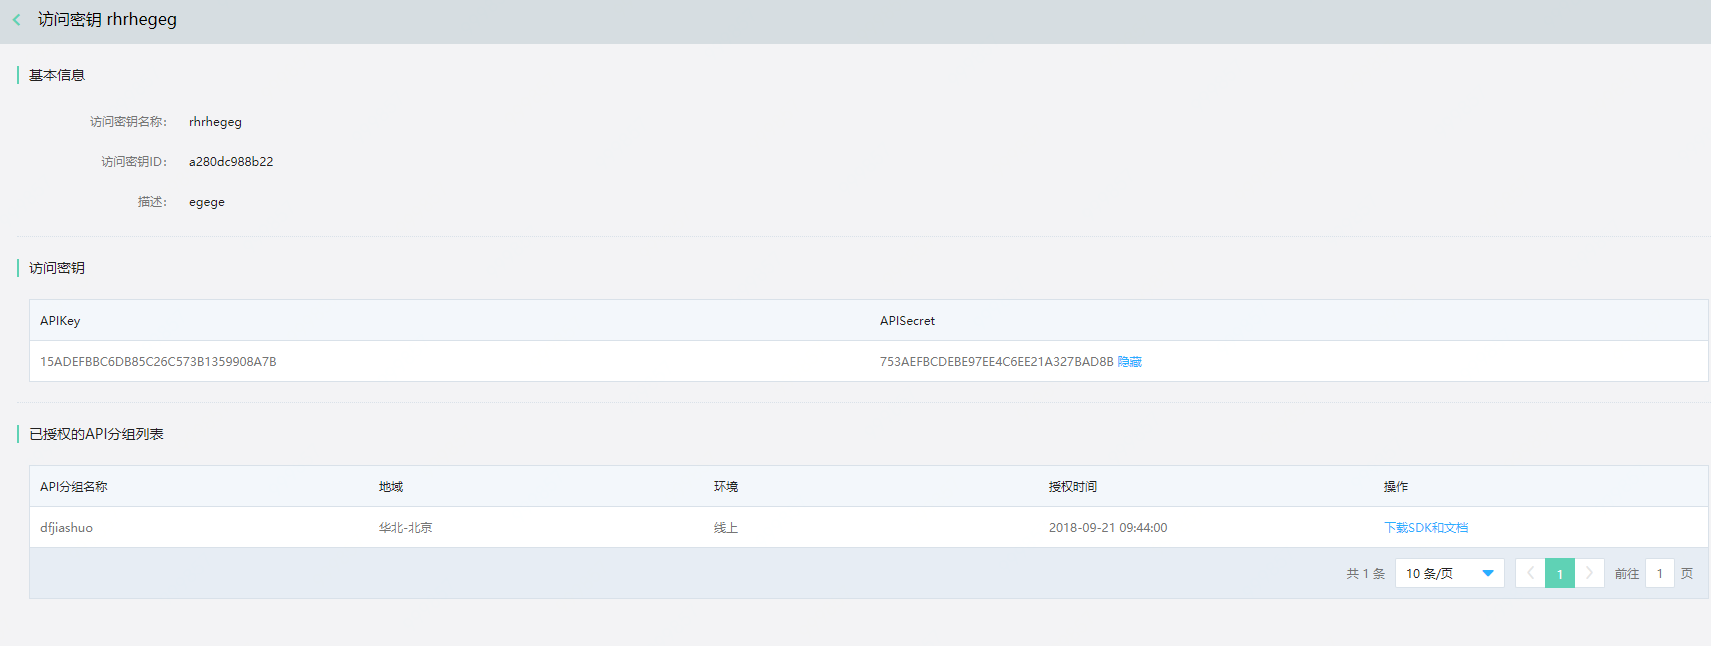 访问密钥 rhrhegeg
基本信息
访问密钥名称： rhrhegeg
访问密钥ID： a280dc988b22
描述： egege
访问密钥
APIKey APISecret
15ADEFBBC6DB85C26C573B1359908A7B 753AEFBCDEBE97EE4C6EE21A327BAD8B 隐藏
已授权的API分组列表
API分组名称 地域 环境 授权时间 操作
dfjiashuo 华北-北京 线上 2018-09-21 09:44:00 下载SDK和文档
共 1 条 10 条/页 1 前往 1 页